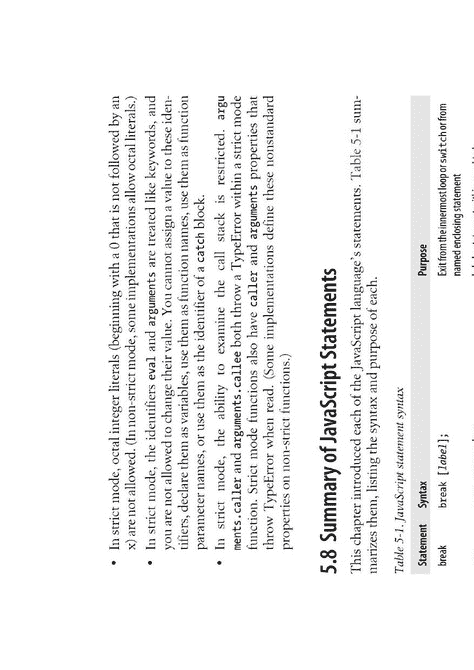 • In strict mode, octal integer literals (beginning with a 0 that is not followed by an
x) are not allowed. (In non-strict mode, some implementations allow octal literals.)
• In strict mode, the identifiers eval and arguments are treated like keywords, and
you are not allowed to change their value. You cannot assign a value to these iden-
tifiers, declare them as variables, use them as function names, use them as function
parameter names, or use them as the identifier of a catch block.
• In strict mode, the ability to examine the call stack is restricted. argu
ments.caller and arguments.callee both throw a TypeError within a strict mode
function. Strict mode functions also have caller and arguments properties that
throw TypeError when read. (Some implementations define these nonstandard
properties on non-strict functions.)
5.8 Summary of JavaScript Statements
This chapter introduced each of the JavaScript language's statements. Table 5-1 sum-
marizes them, listing the syntax and purpose of each.
Table 5-1. JavaScript statement syntax
Statement Syntax Purpose
break break [label]; Exit from the innermost loop or switch or from
named enclosing statement